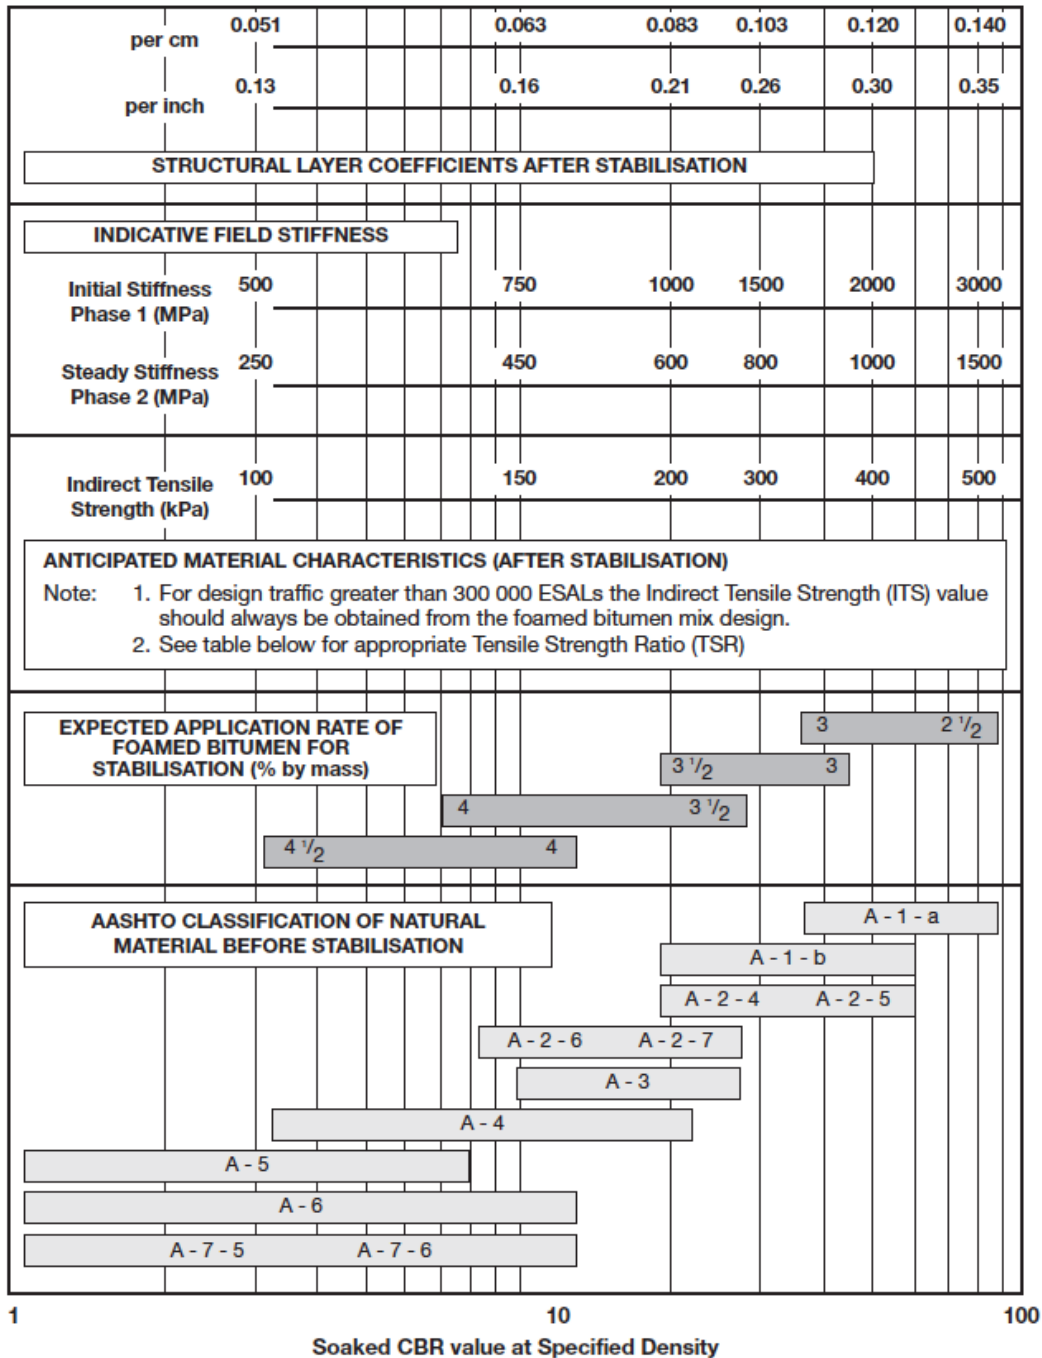 per cm 0.051 0.063 0.083 0.103 0.120 0.140
per inch 0.13 0.16 0.21 0.26 0.30 0.35
STRUCTURAL LAYER COEFFICIENTS AFTER STABILISATION
INDICATIVE FIELD STIFFNESS
Initial Stiffness 500 750 1000 1500 2000 3000
Phase 1 (MPa)
Steady Stiffness 250 450 600 800 1000 1500
Phase 2 (MPa)
Indirect Tensile 100 150 200 300 400 500
Strength (kPa)
ANTICIPATED MATERIAL CHARACTERISTICS (AFTER STABILISATION)
Note: 1. For design traffic greater than 300 000 ESALs the Indirect Tensile Strength (ITS) value
should always be obtained from the foamed bitumen mix design.
2. See table below for appropriate Tensile Strength Ratio (TSR)
EXPECTED APPLICATION RATE OF
FOAMED BITUMEN FOR
STABILISATION (% by mass)
3 2 1/2
3 1/2 3
4 3 1/2
4 1/2 4
AASHTO CLASSIFICATION OF NATURAL
MATERIAL BEFORE STABILISATION
A - 1 - a
A - 1 - b
A - 2 - 4 A - 2 - 5
A - 2 - 6 A - 2 - 7
A - 3
A - 4
A - 5
A - 6
A - 7 - 5 A - 7 - 6
1 10 100
Soaked CBR value at Specified Density